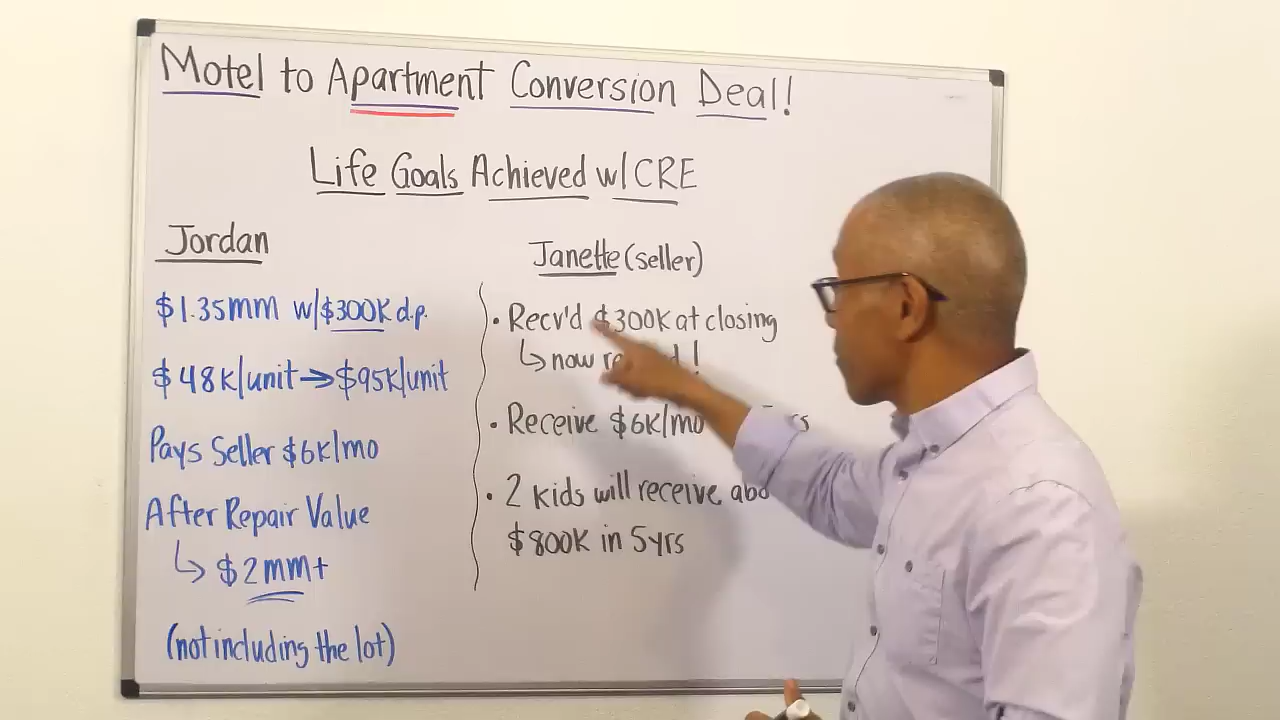 Motel to Apartment Conversion Deal!
Life Goals Achieved w/ CRE
Jordan
$1.35mm w/$300K d.p.
$48K/unit → $95K/unit
Pays Seller $6K/mo
After Repair Value
↳ $2mm+
(not including the lot)
Janette (seller)
• Recv'd $300K at closing
↳ now !
• Receive $6K/mo
• 2 kids will receive
$800K in 5yrs